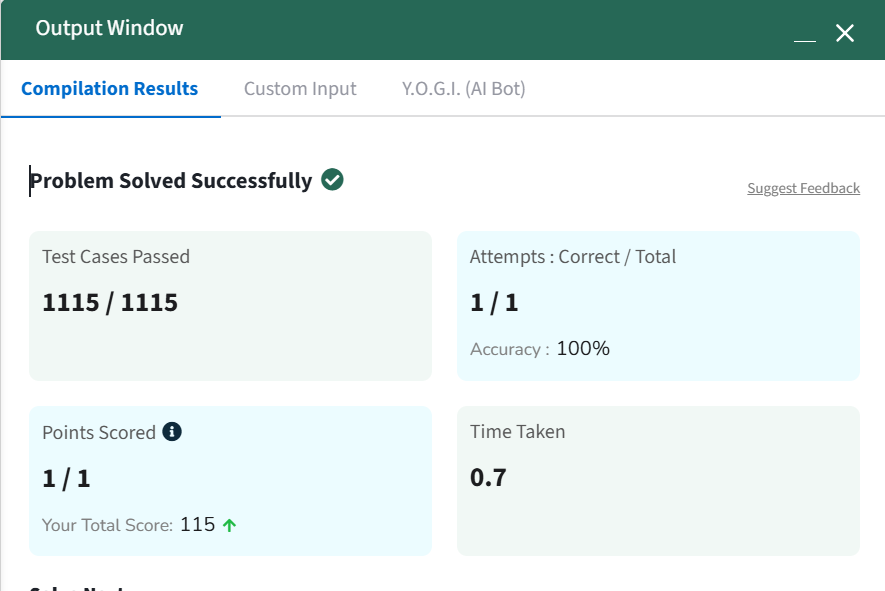 Output Window
Compilation Results
Custom Input
Y.O.G.I. (AI Bot)
Problem Solved Successfully
Suggest Feedback
Test Cases Passed
1115 / 1115
Attempts : Correct / Total
1 / 1
Accuracy : 100%
Points Scored
1 / 1
Your Total Score: 115
Time Taken
0.7